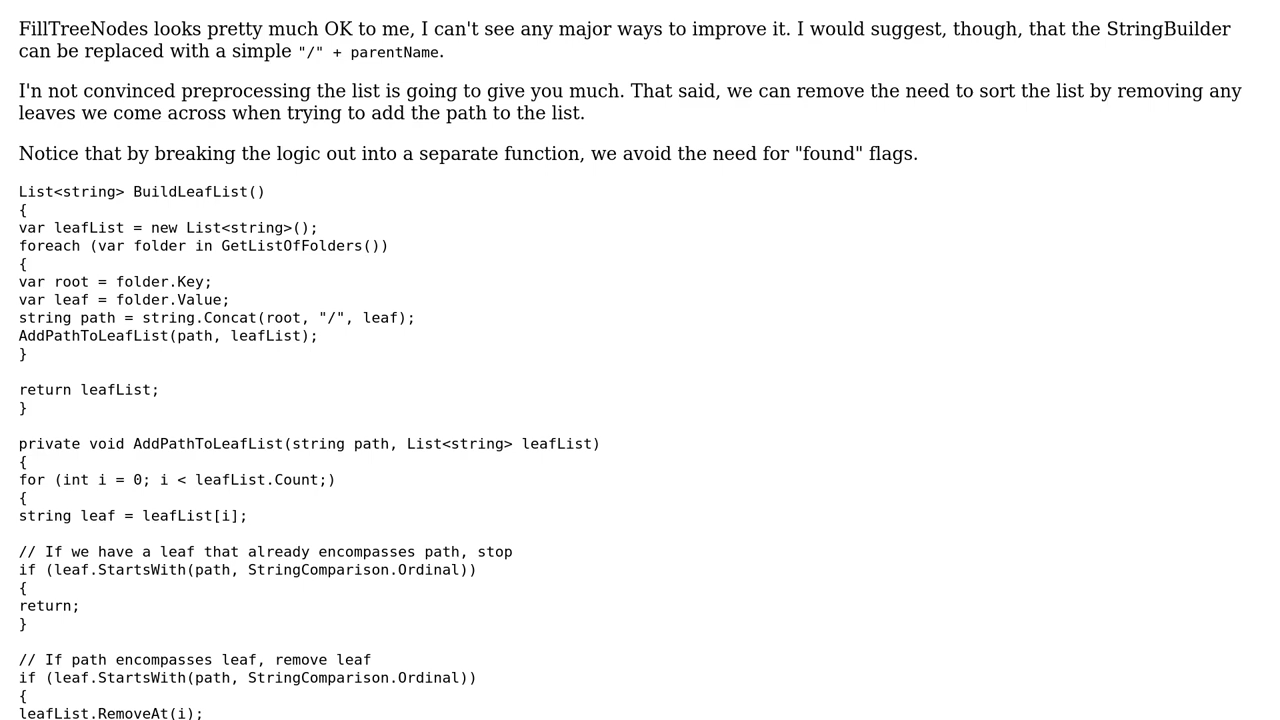 FillTreeNodes looks pretty much OK to me, I can't see any major ways to improve it. I would suggest, though, that the StringBuilder
can be replaced with a simple "/" + parentName.
I'n not convinced preprocessing the list is going to give you much. That said, we can remove the need to sort the list by removing any
leaves we come across when trying to add the path to the list.
Notice that by breaking the logic out into a separate function, we avoid the need for "found" flags.
List<string> BuildLeafList()
{
var leafList = new List<string>();
foreach (var folder in GetListOfFolders())
{
var root = folder.Key;
var leaf = folder.Value;
string path = string.Concat(root, "/", leaf);
AddPathToLeafList(path, leafList);
}
return leafList;
}
private void AddPathToLeafList(string path, List<string> leafList)
{
for (int i = 0; i < leafList.Count;)
{
string leaf = leafList[i];
// If we have a leaf that already encompasses path, stop
if (leaf.StartsWith(path, StringComparison.Ordinal))
{
return;
}
// If path encompasses leaf, remove leaf
if (leaf.StartsWith(path, StringComparison.Ordinal))
{
leafList.RemoveAt(i);